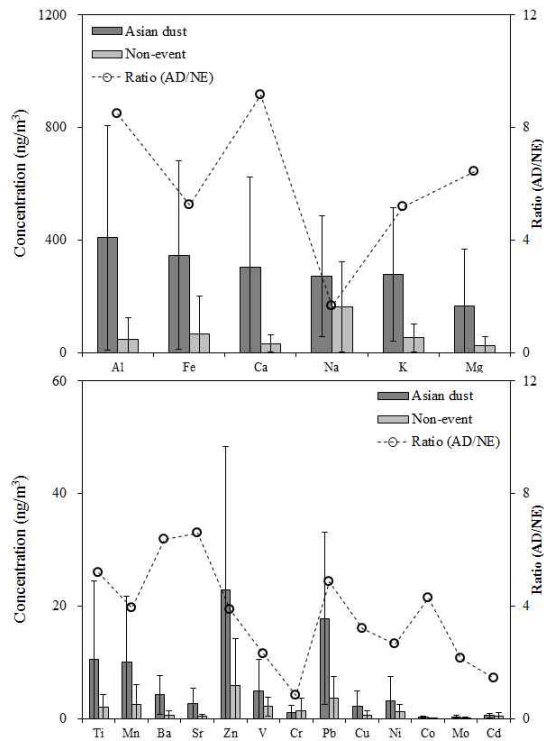 1200
12
Asian dust
Non-event
Ratio (AD/NE)
800
8
400
4
0
0
Concentration (ng/m³)
Ratio (AD/NE)
Al Fe Ca Na K Mg
60
12
Asian dust
Non-event
Ratio (AD/NE)
40
8
20
4
0
0
Concentration (ng/m³)
Ratio (AD/NE)
Ti Mn Ba Sr Zn V Cr Pb Cu Ni Co Mo Cd